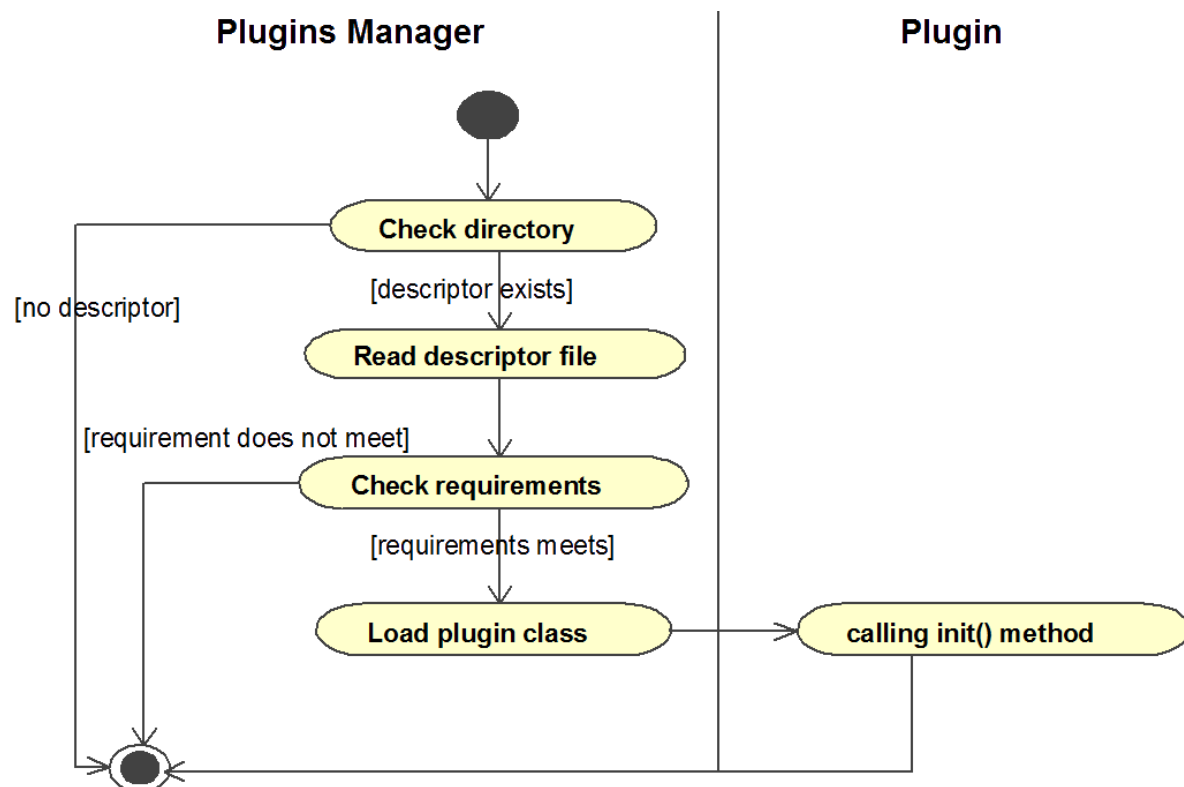 Plugins Manager
Plugin
Check directory
[no descriptor]
[descriptor exists]
Read descriptor file
[requirement does not meet]
Check requirements
[requirements meets]
Load plugin class
calling init() method